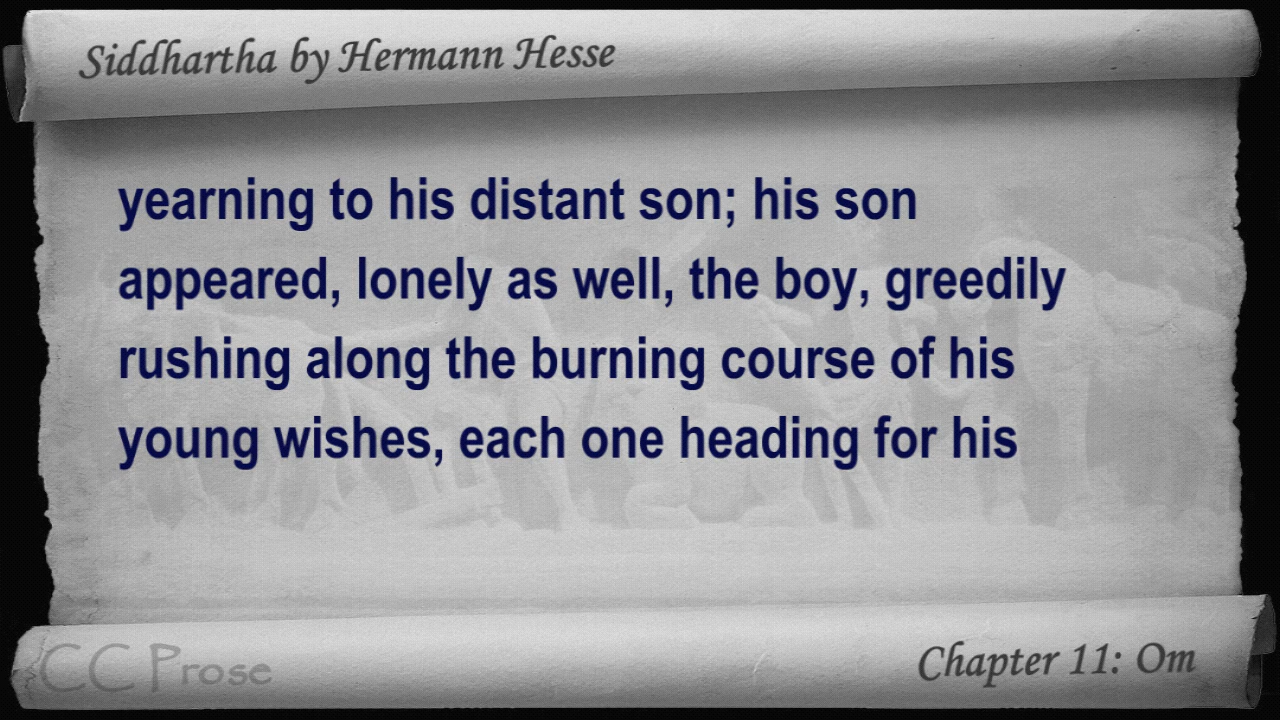 Siddhartha by Hermann Hesse
yearning to his distant son; his son
appeared, lonely as well, the boy, greedily
rushing along the burning course of his
young wishes, each one heading for his
CC Prose
Chapter 11: Om